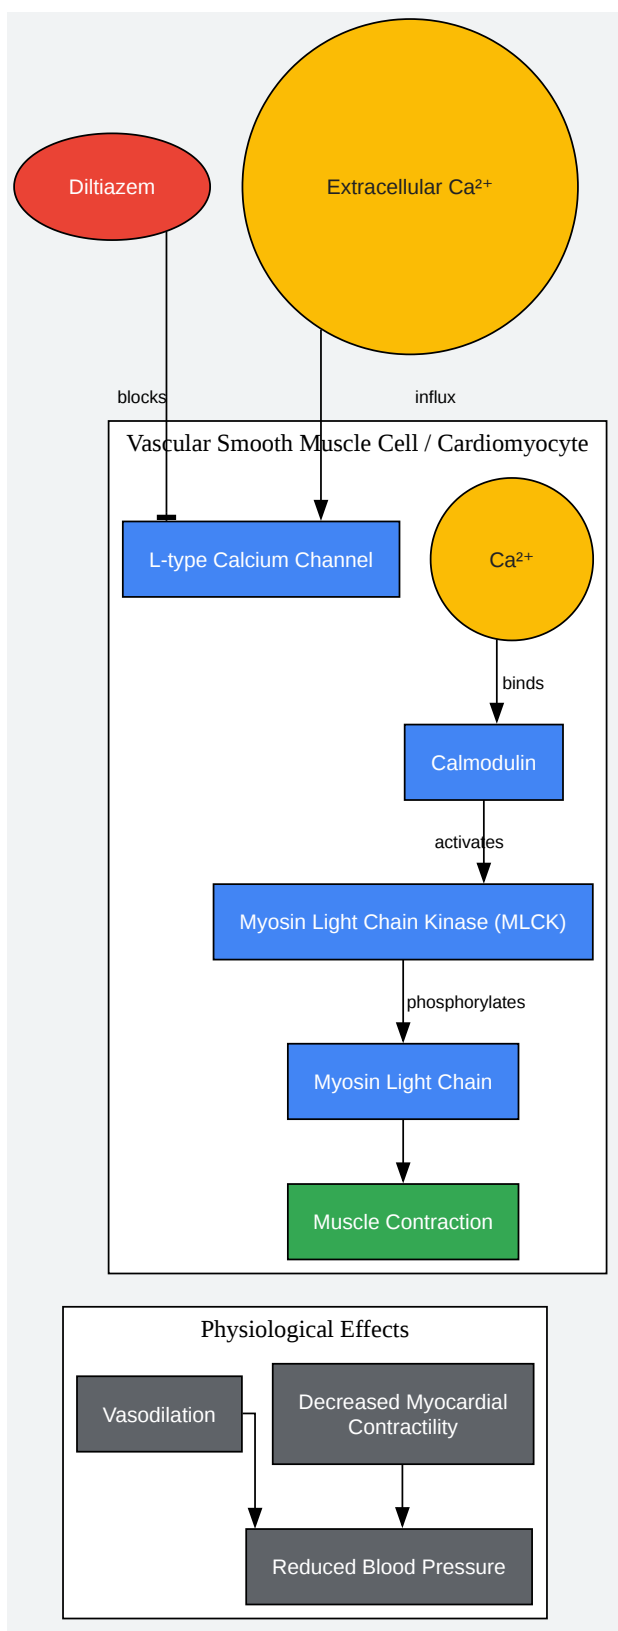 Diltiazem
Extracellular Ca²⁺
blocks
influx
Vascular Smooth Muscle Cell / Cardiomyocyte
L-type Calcium Channel
Ca²⁺
binds
Calmodulin
activates
Myosin Light Chain Kinase (MLCK)
phosphorylates
Myosin Light Chain
Muscle Contraction
Physiological Effects
Vasodilation
Decreased Myocardial
Contractility
Reduced Blood Pressure